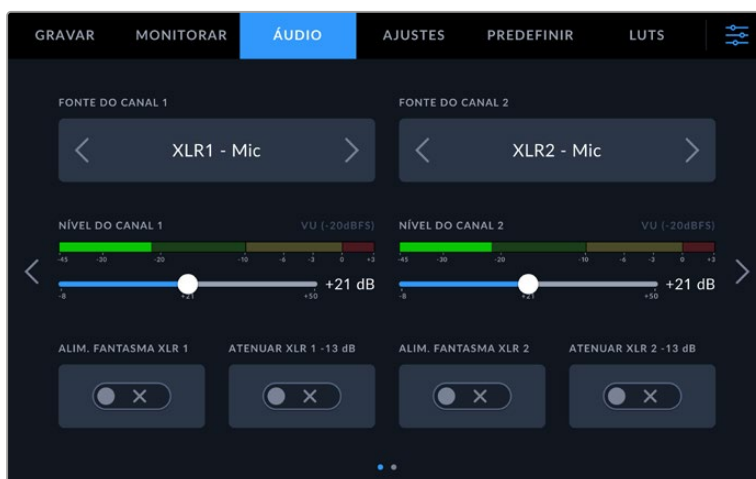 GRAVAR MONITORAR ÁUDIO AJUSTES PREDEFINIR LUTS
FONTE DO CANAL 1 FONTE DO CANAL 2
XLR1 - Mic XLR2 - Mic
NÍVEL DO CANAL 1 VU (-20dBFS) NÍVEL DO CANAL 2 VU (-20dBFS)
-45 -30 -20 -10 -6 -3 0 +3 -45 -30 -20 -10 -6 -3 0 +3
+21 dB +21 dB
-8 +21 +50 -8 +21 +50
ALIM. FANTASMA XLR 1 ATENUAR XLR 1 -13 dB ALIM. FANTASMA XLR 2 ATENUAR XLR 2 -13 dB